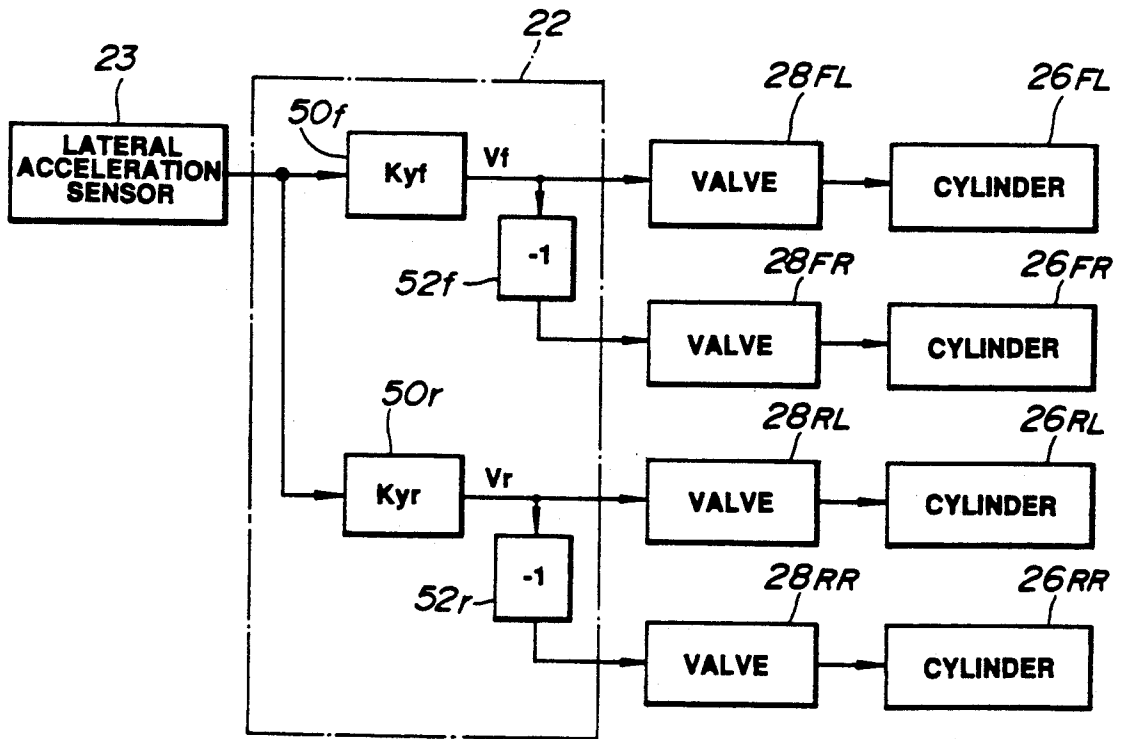 22
23
28FL
26FL
50f
LATERAL
ACCELERATION
SENSOR
Kyf
Vf
VALVE
CYLINDER
-1
52f
28FR
26FR
VALVE
CYLINDER
50r
28RL
26RL
Kyr
Vr
VALVE
CYLINDER
-1
52r
28RR
26RR
VALVE
CYLINDER